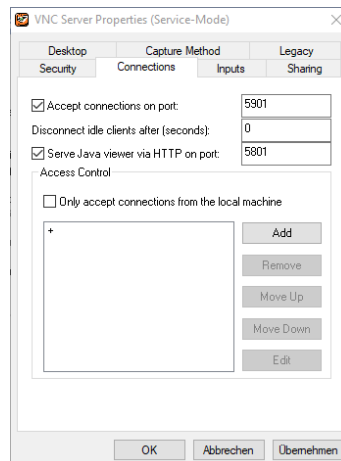 VNC Server Properties (Service-Mode)
Desktop Capture Method Legacy
Security Connections Inputs Sharing
Accept connections on port: 5901
Disconnect idle clients after (seconds): 0
Serve Java viewer via HTTP on port: 5801
Access Control
Only accept connections from the local machine
+
Add
Remove
Move Up
Move Down
Edit
OK Abbrechen Übernehmen